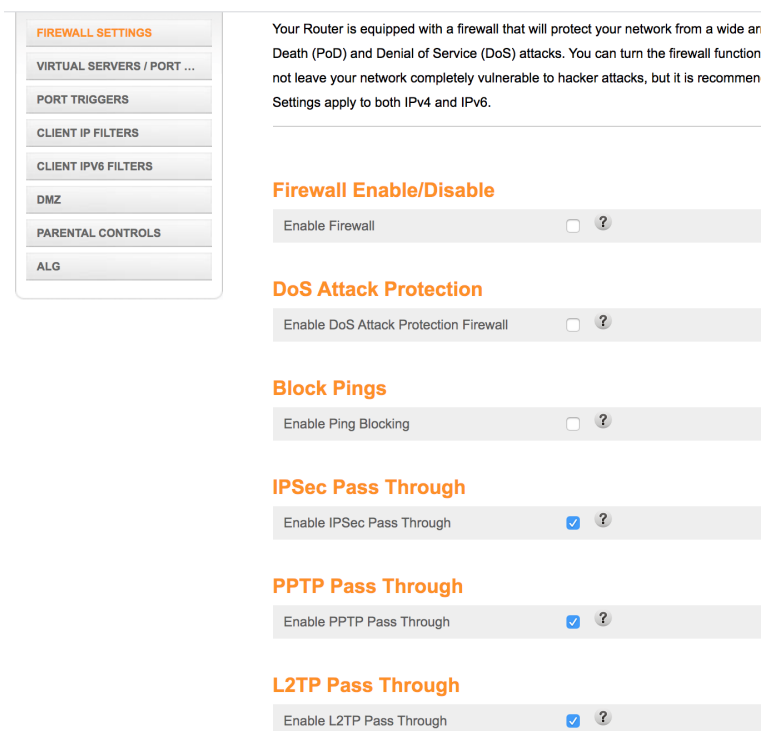 FIREWALL SETTINGS
VIRTUAL SERVERS / PORT ...
PORT TRIGGERS
CLIENT IP FILTERS
CLIENT IPV6 FILTERS
DMZ
PARENTAL CONTROLS
ALG
Your Router is equipped with a firewall that will protect your network from a wide
Death (PoD) and Denial of Service (DoS) attacks. You can turn the firewall function
not leave your network completely vulnerable to hacker attacks, but it is
Settings apply to both IPv4 and IPv6.
Firewall Enable/Disable
Enable Firewall ?
DoS Attack Protection
Enable DoS Attack Protection Firewall ?
Block Pings
Enable Ping Blocking ?
IPSec Pass Through
Enable IPSec Pass Through ?
PPTP Pass Through
Enable PPTP Pass Through ?
L2TP Pass Through
Enable L2TP Pass Through ?